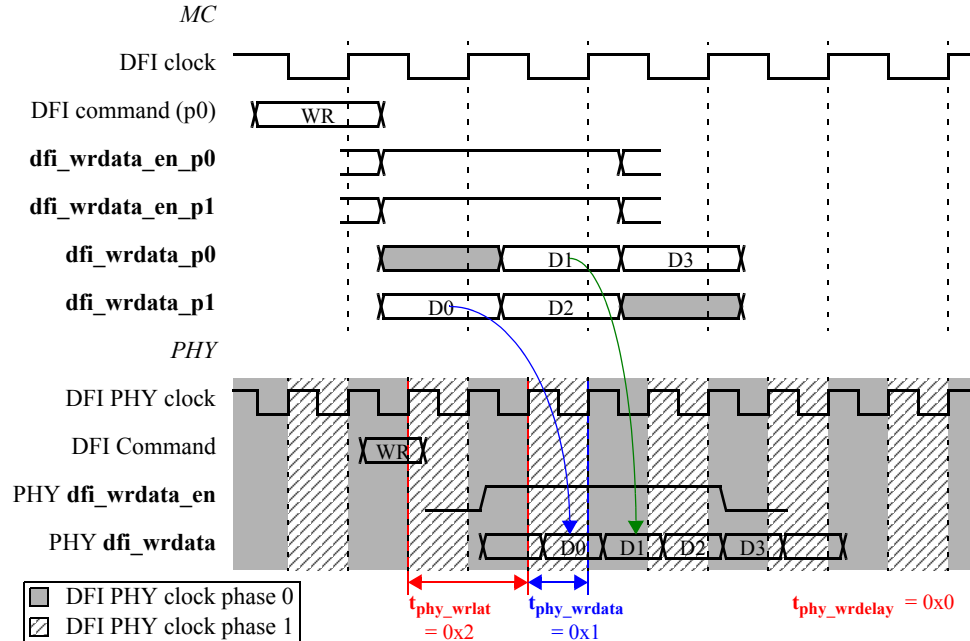 MC
DFI clock
DFI command (p0)
WR
dfi_wrdata_en_p0
dfi_wrdata_en_p1
dfi_wrdata_p0
D1
D3
dfi_wrdata_p1
D0
D2
PHY
DFI PHY clock
DFI Command
WR
PHY dfi_wrdata_en
PHY dfi_wrdata
D0
D1
D2
D3
DFI PHY clock phase 0
DFI PHY clock phase 1
tphy_wrlat
= 0x2
tphy_wrdata
= 0x1
tphy_wrdelay = 0x0